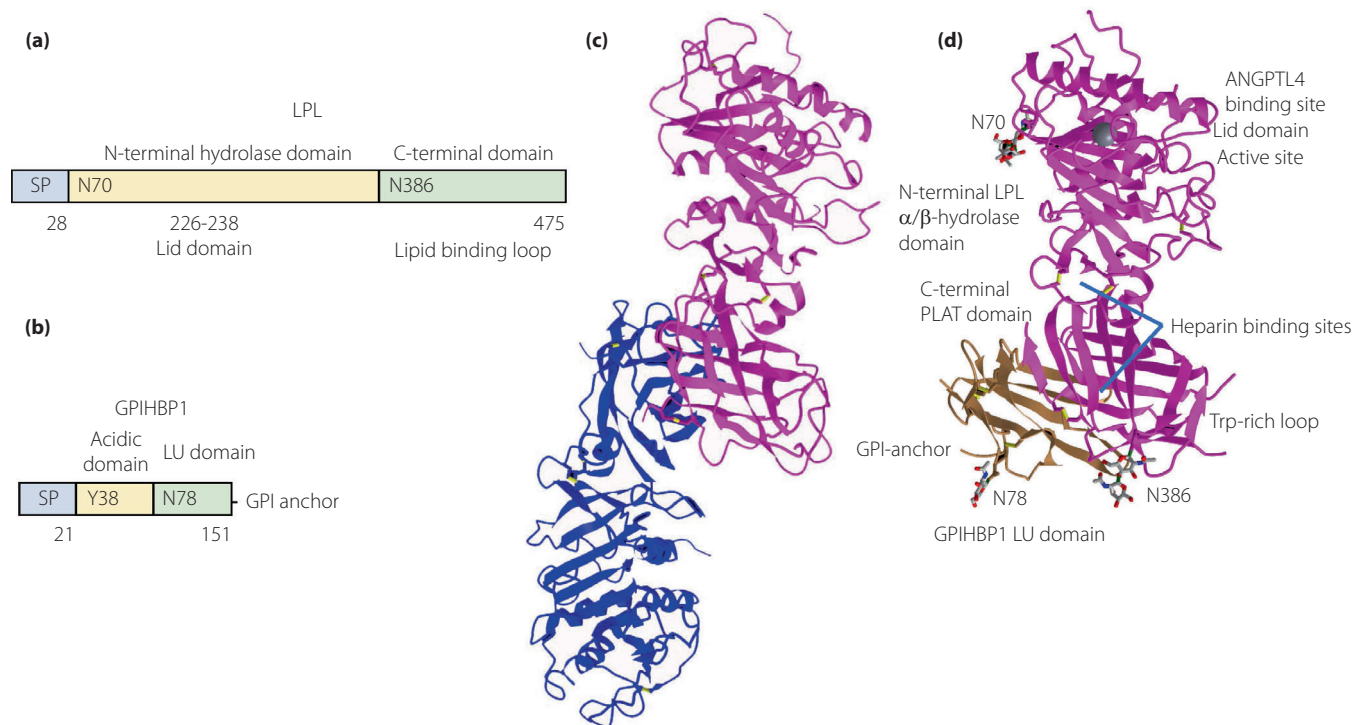 (a)
LPL
N-terminal hydrolase domain
C-terminal domain
SP
N70
N386
28
226-238
475
Lid domain
Lipid binding loop
(b)
GPIHBP1
Acidic
domain
LU domain
SP
Y38
N78
GPI anchor
21
151
(c)
(d)
ANGPTL4
binding site
Lid domain
Active site
N70
N-terminal LPL
α/β-hydrolase
domain
C-terminal
PLAT domain
Heparin binding sites
Trp-rich loop
GPI-anchor
N78
N386
GPIHBP1 LU domain